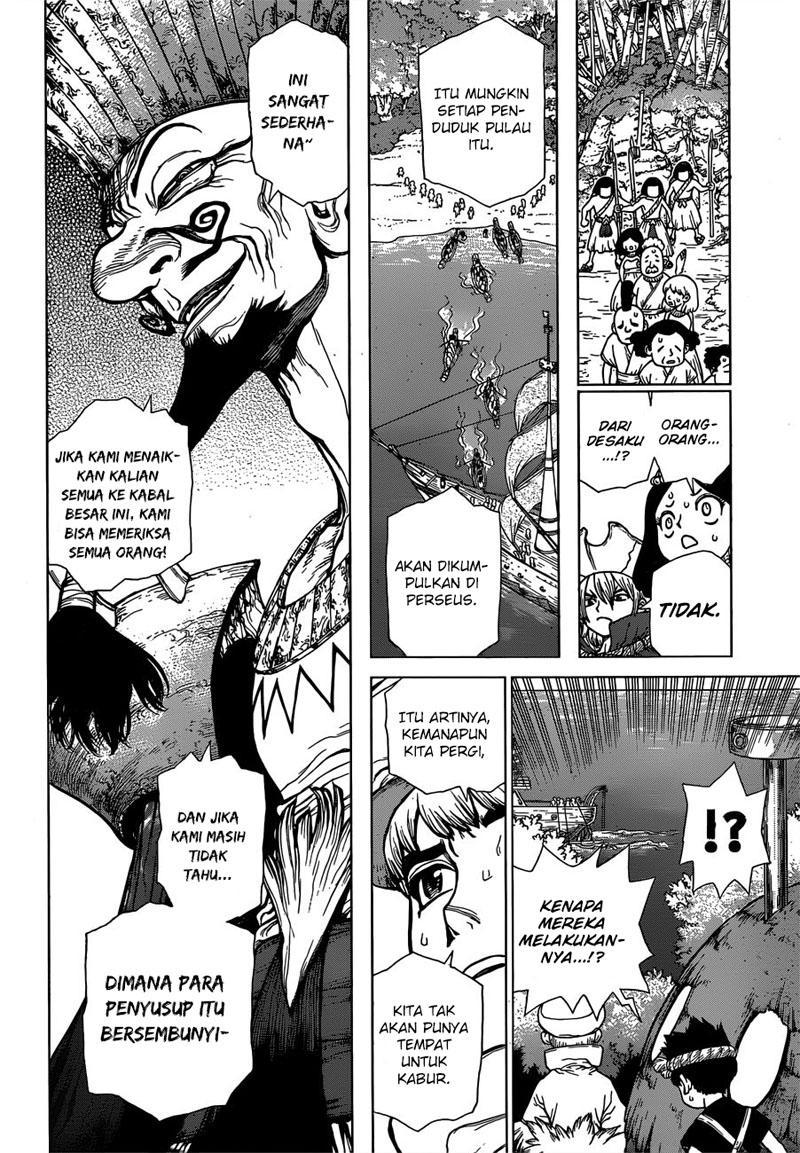 ORANG-
ORANG...
DARI
DESAKU
...!?
TIDAK.
ITU MUNGKIN
SETIAP PEN-
DUDUK PULAU
ITU.
AKAN DIKUM-
PULKAN DI
PERSEUS.
INI
SANGAT
SEDERHA-
NA~
JIKA KAMI MENAIK-
KAN KALIAN
SEMUA KE KABAL
BESAR INI, KAMI
BISA MEMERIKSA
SEMUA ORANG!
!?
KENAPA
MEREKA
MELAKUKAN-
NYA...!?
ITU ARTINYA,
KEMANAPUN
KITA PERGI,
KITA TAK
AKAN PUNYA
TEMPAT
UNTUK
KABUR.
DAN JIKA
KAMI MASIH
TIDAK
TAHU...
DIMANA PARA
PENYUSUP ITU
BERSEMBUNYI-